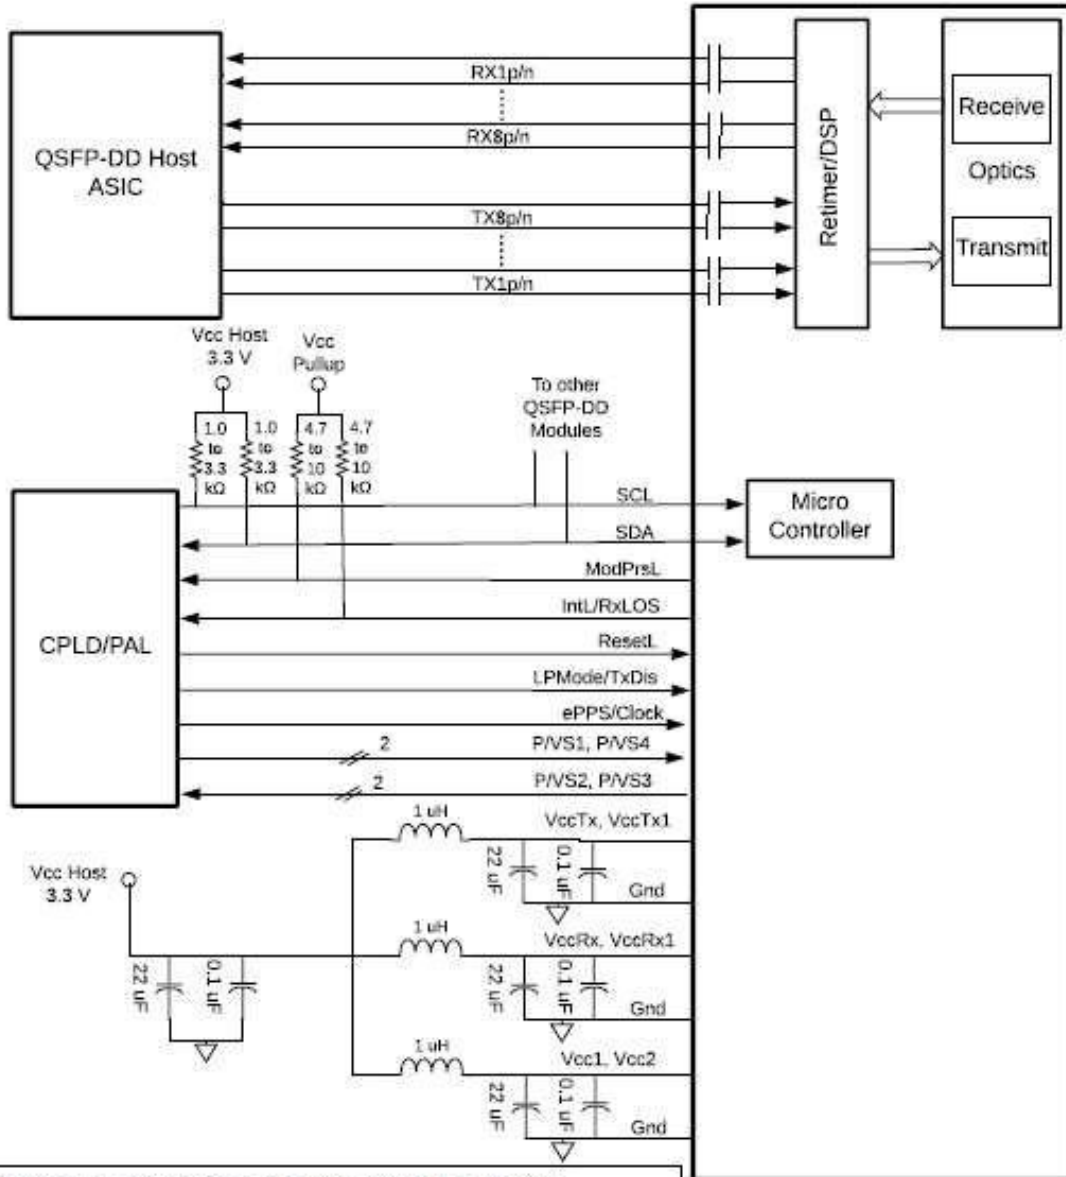 RX1p/n
RX8p/n
QSFP-DD Host
ASIC
TX8p/n
TX1p/n
Retimer/DSP
Receive
Optics
Transmit
Vcc Host
3.3 V
Vcc
Pullup
1.0
to
3.3
kΩ
1.0
to
3.3
kΩ
4.7
to
10
kΩ
4.7
to
10
kΩ
To other
QSFP-DD
Modules
SCL
SDA
Micro
Controller
ModPrsL
IntL/RxLOS
CPLD/PAL
ResetL
LPMode/TxDis
ePPS/Clock
2
P/VS1, P/VS4
2
P/VS2, P/VS3
1 uH
VccTx, VccTx1
22 uF
0.1 uF
Gnd
Vcc Host
3.3 V
22 uF
0.1 uF
1 uH
VccRx, VccRx1
22 uF
0.1 uF
Gnd
1 uH
Vcc1, Vcc2
22 uF
0.1 uF
Gnd